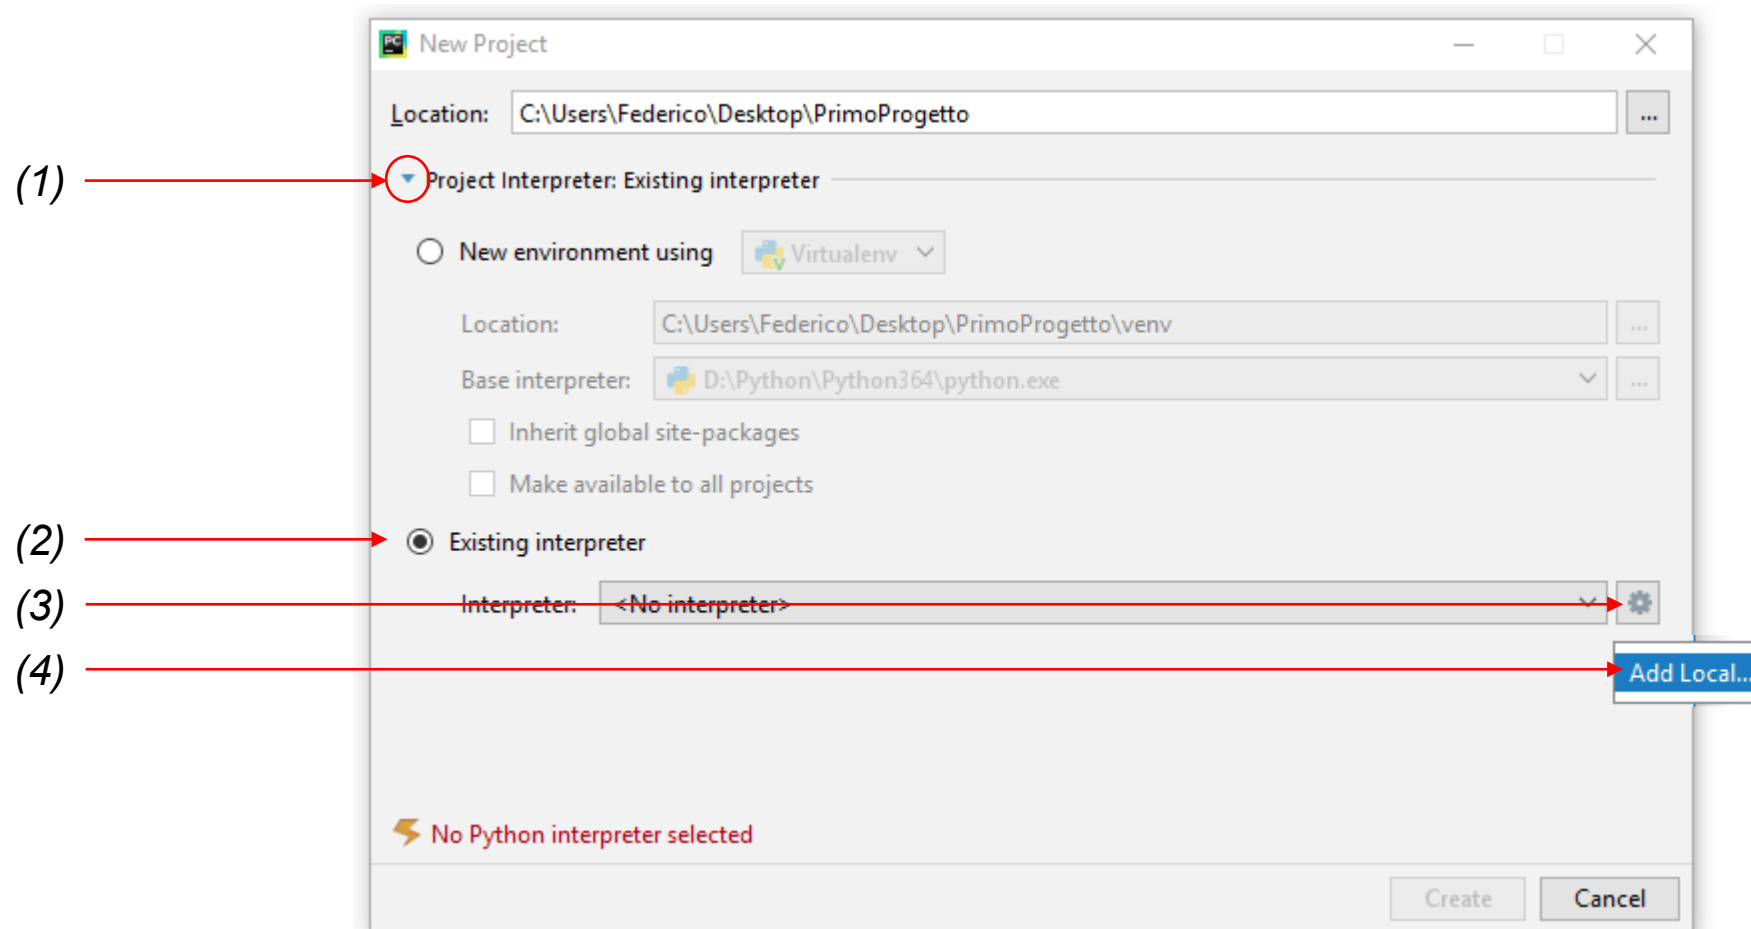 PC New Project
Location: C:\Users\Federico\Desktop\PrimoProgetto ...
(1) Project Interpreter: Existing interpreter
New environment using Virtualenv
Location: C:\Users\Federico\Desktop\PrimoProgetto\venv ...
Base interpreter: D:\Python\Python364\python.exe ...
Inherit global site-packages
Make available to all projects
(2) Existing interpreter
(3) Interpreter: <No interpreter>
(4) Add Local...
No Python interpreter selected
Create Cancel